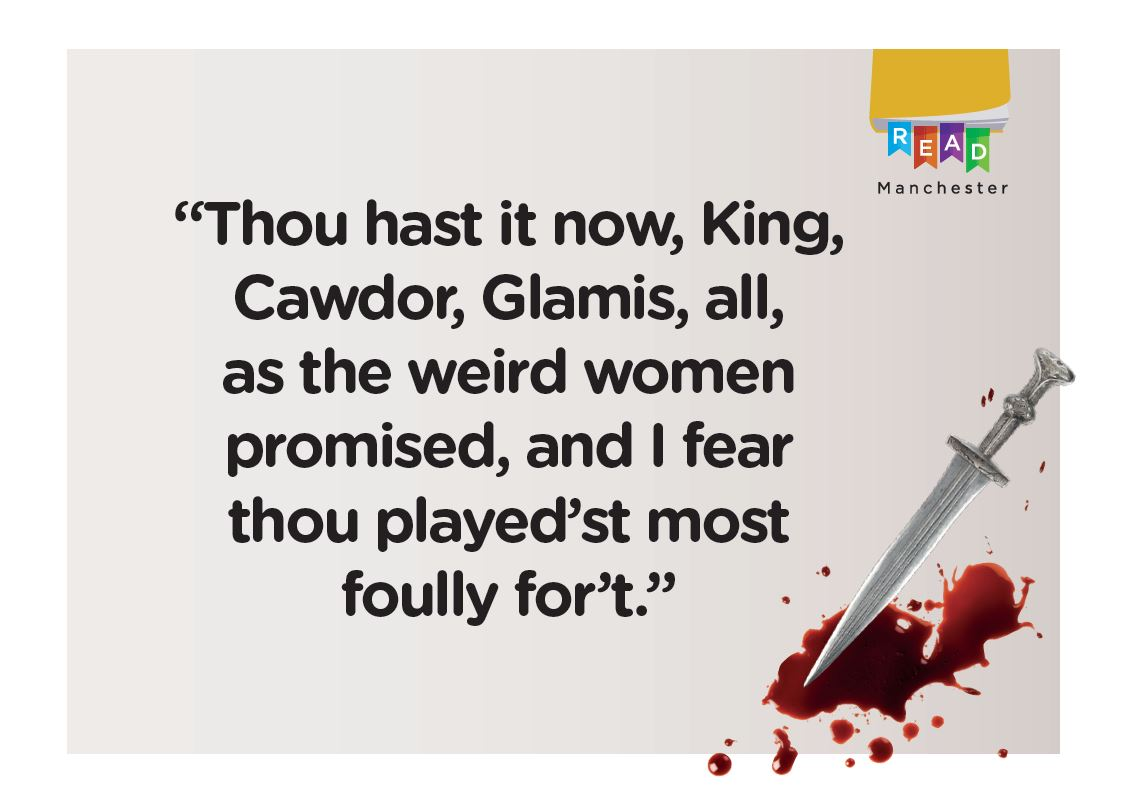 READ
Manchester
“Thou hast it now, King,
Cawdor, Glamis, all,
as the weird women
promised, and I fear
thou played’st most
foully for’t.”